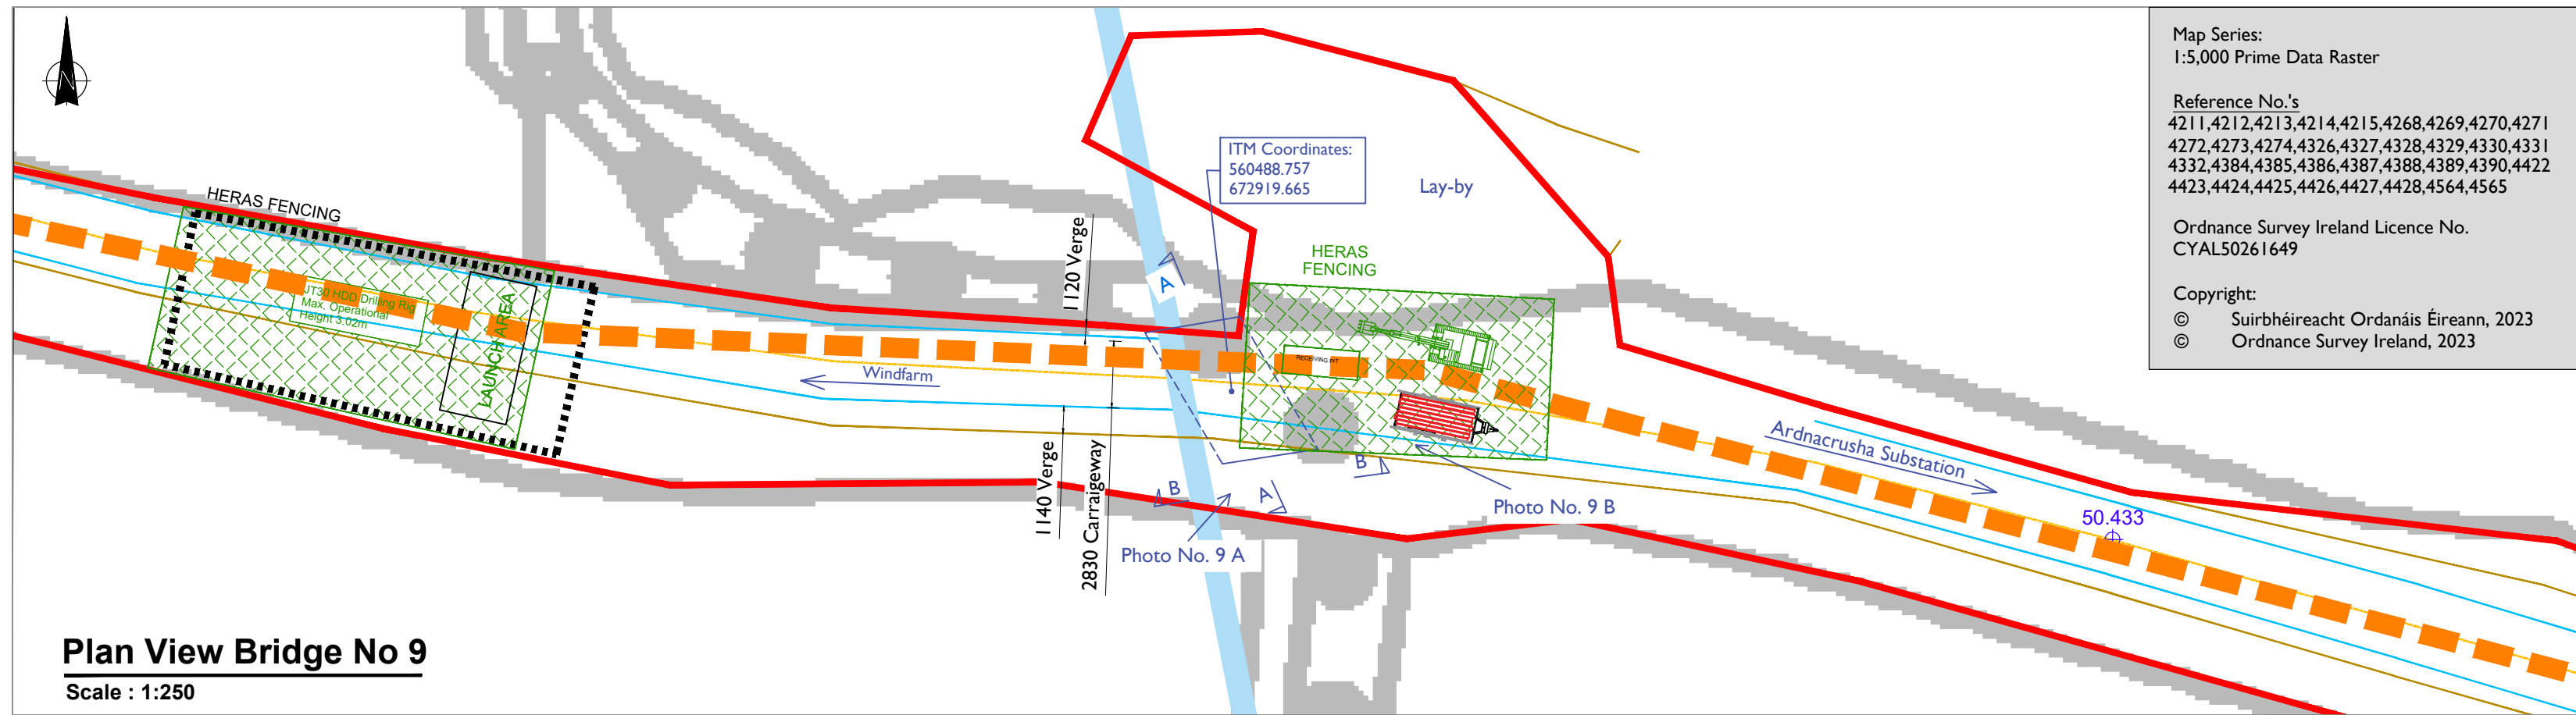 N
HERAS FENCING
JT30 HDD Drilling Rig
Max. Operational
Height 3.02m
LAUNCH AREA
Windfarm
1120 Verge
1140 Verge
2830 Carraigeway
A
ITM Coordinates:
560488.757
672919.665
Lay-by
HERAS
FENCING
RECEIVING PIT
B
B
A
Photo No. 9 A
Photo No. 9 B
Ardnacrusha Substation
50.433
Plan View Bridge No 9
Scale : 1:250
Map Series:
1:5,000 Prime Data Raster
Reference No.'s
4211,4212,4213,4214,4215,4268,4269,4270,4271
4272,4273,4274,4326,4327,4328,4329,4330,4331
4332,4384,4385,4386,4387,4388,4389,4390,4422
4423,4424,4425,4426,4427,4428,4564,4565
Ordnance Survey Ireland Licence No.
CYAL50261649
Copyright:
© Suirbhéireacht Ordanáis Éireann, 2023
© Ordnance Survey Ireland, 2023